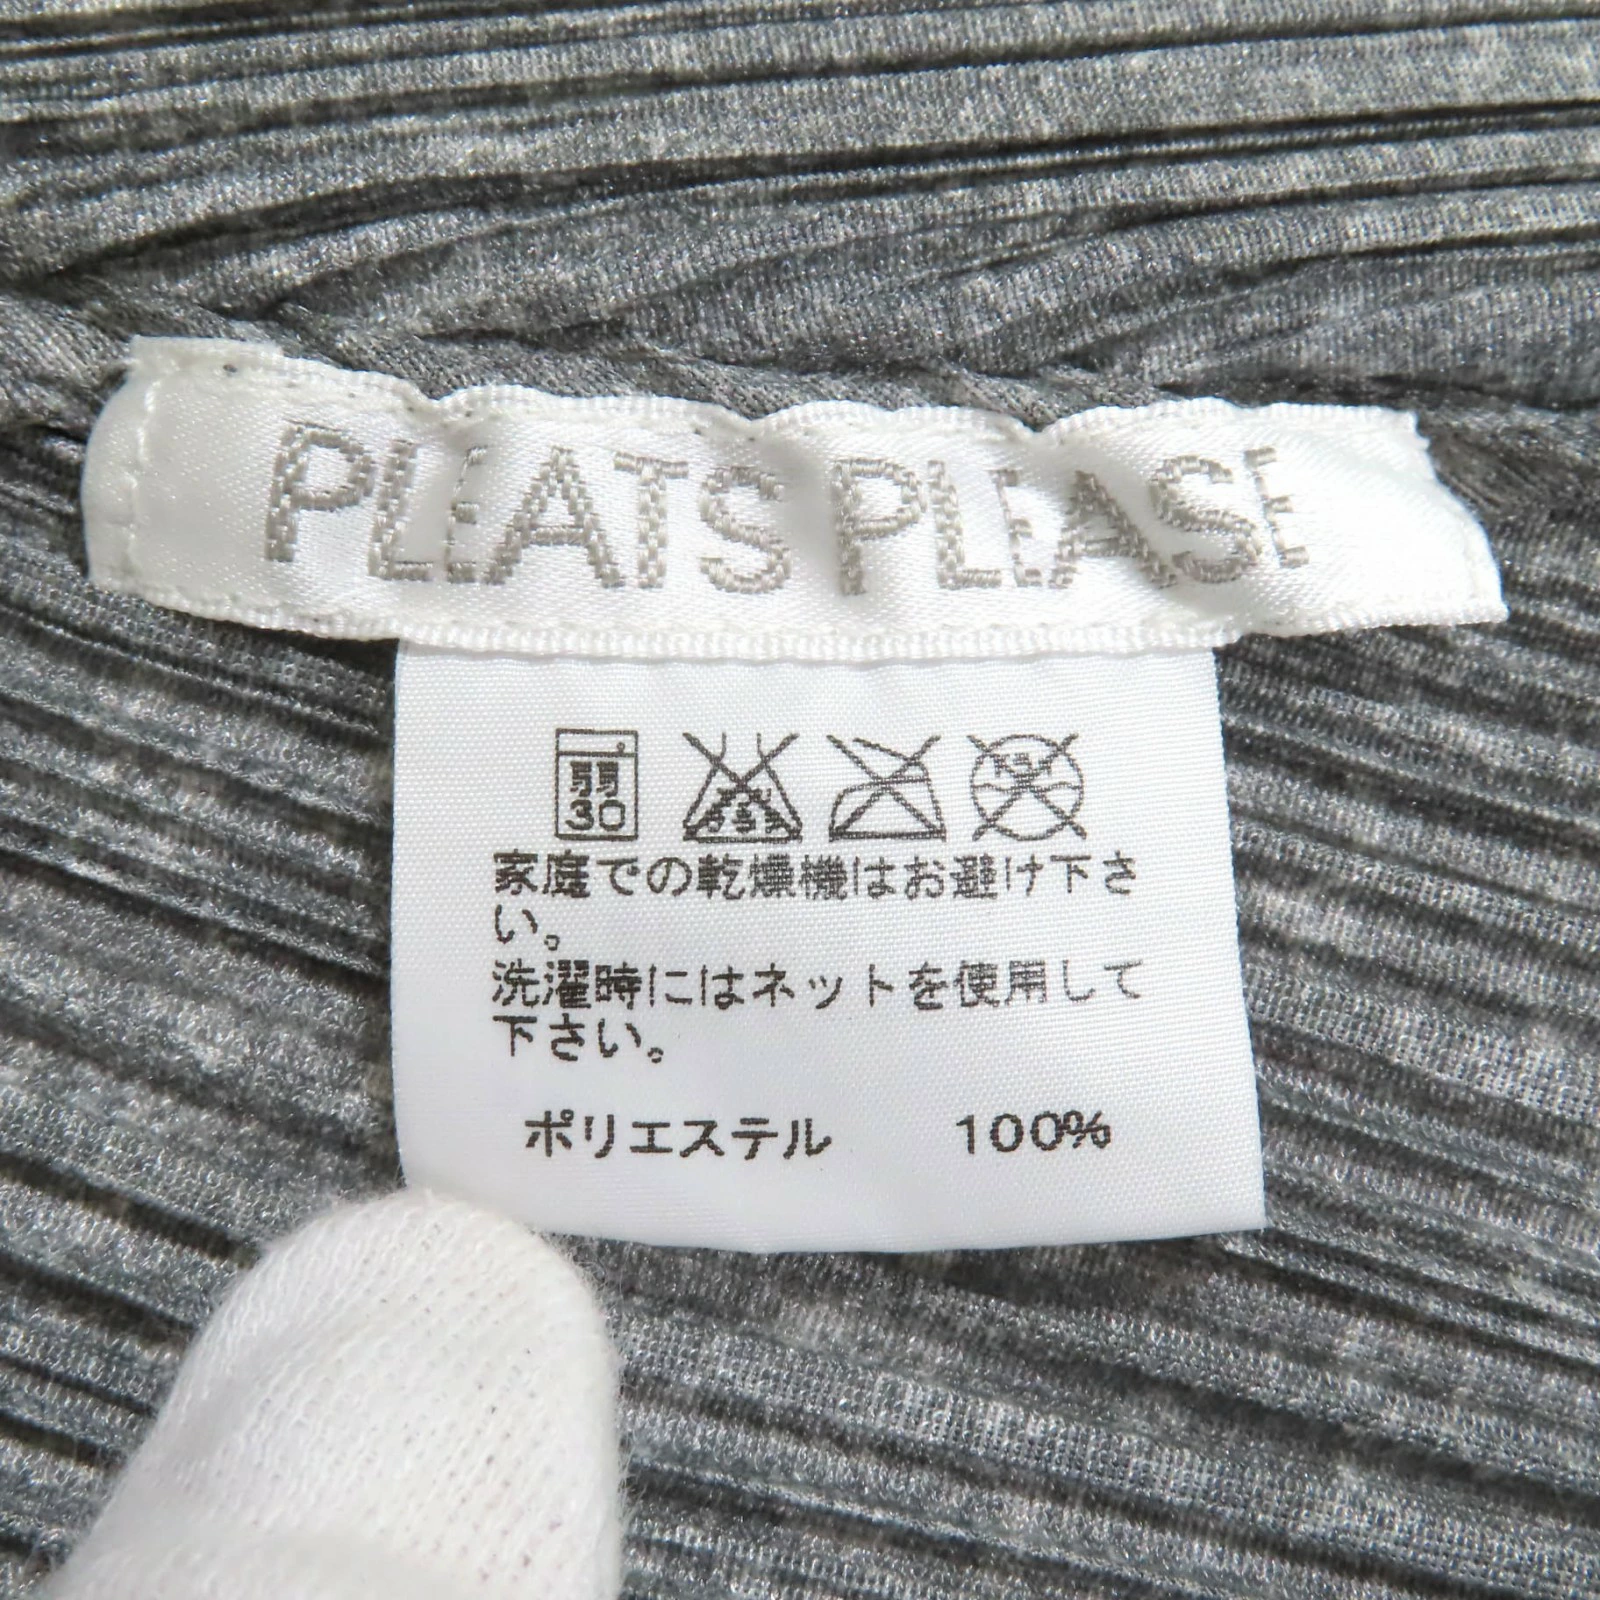 PLEATS PLEASE
弱
30
家庭での乾燥機はお避け下さ
い。
洗濯時にはネットを使用して
下さい。
ポリエステル 100%